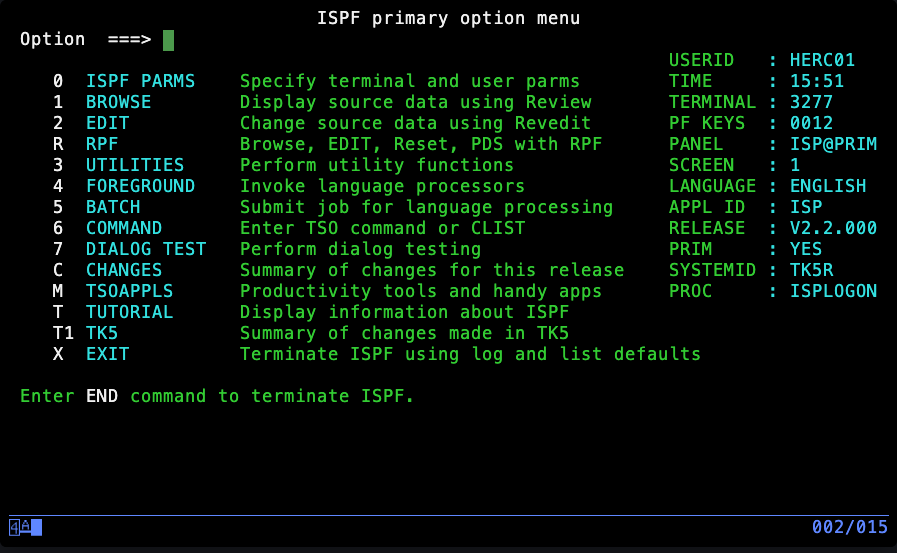 ISPF primary option menu
Option  ===>
USERID   : HERC01
0  ISPF PARMS    Specify terminal and user parms    TIME     : 15:51
1  BROWSE        Display source data using Review   TERMINAL : 3277
2  EDIT          Change source data using Revedit   PF KEYS  : 0012
R  RPF           Browse, EDIT, Reset, PDS with RPF  PANEL    : ISP@PRIM
3  UTILITIES     Perform utility functions          SCREEN   : 1
4  FOREGROUND    Invoke language processors         LANGUAGE : ENGLISH
5  BATCH         Submit job for language processing APPL ID  : ISP
6  COMMAND       Enter TSO command or CLIST         RELEASE  : V2.2.000
7  DIALOG TEST   Perform dialog testing             PRIM     : YES
C  CHANGES       Summary of changes for this release SYSTEMID : TK5R
M  TSOAPPLS      Productivity tools and handy apps  PROC     : ISPLOGON
T  TUTORIAL      Display information about ISPF
T1 TK5           Summary of changes made in TK5
X  EXIT          Terminate ISPF using log and list defaults
Enter END command to terminate ISPF.
4A 002/015